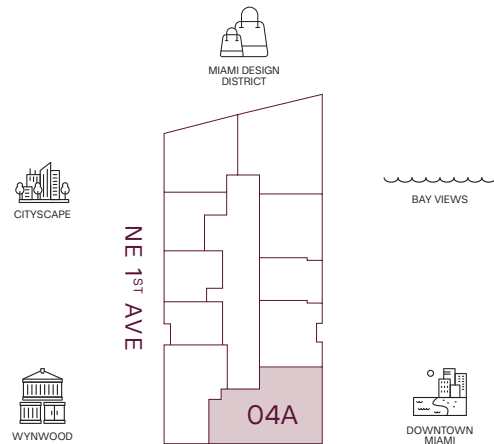 MIAMI DESIGN
DISTRICT
CITYSCAPE
BAY VIEWS
NE 1ST AVE
04A
WYNWOOD
DOWNTOWN
MIAMI